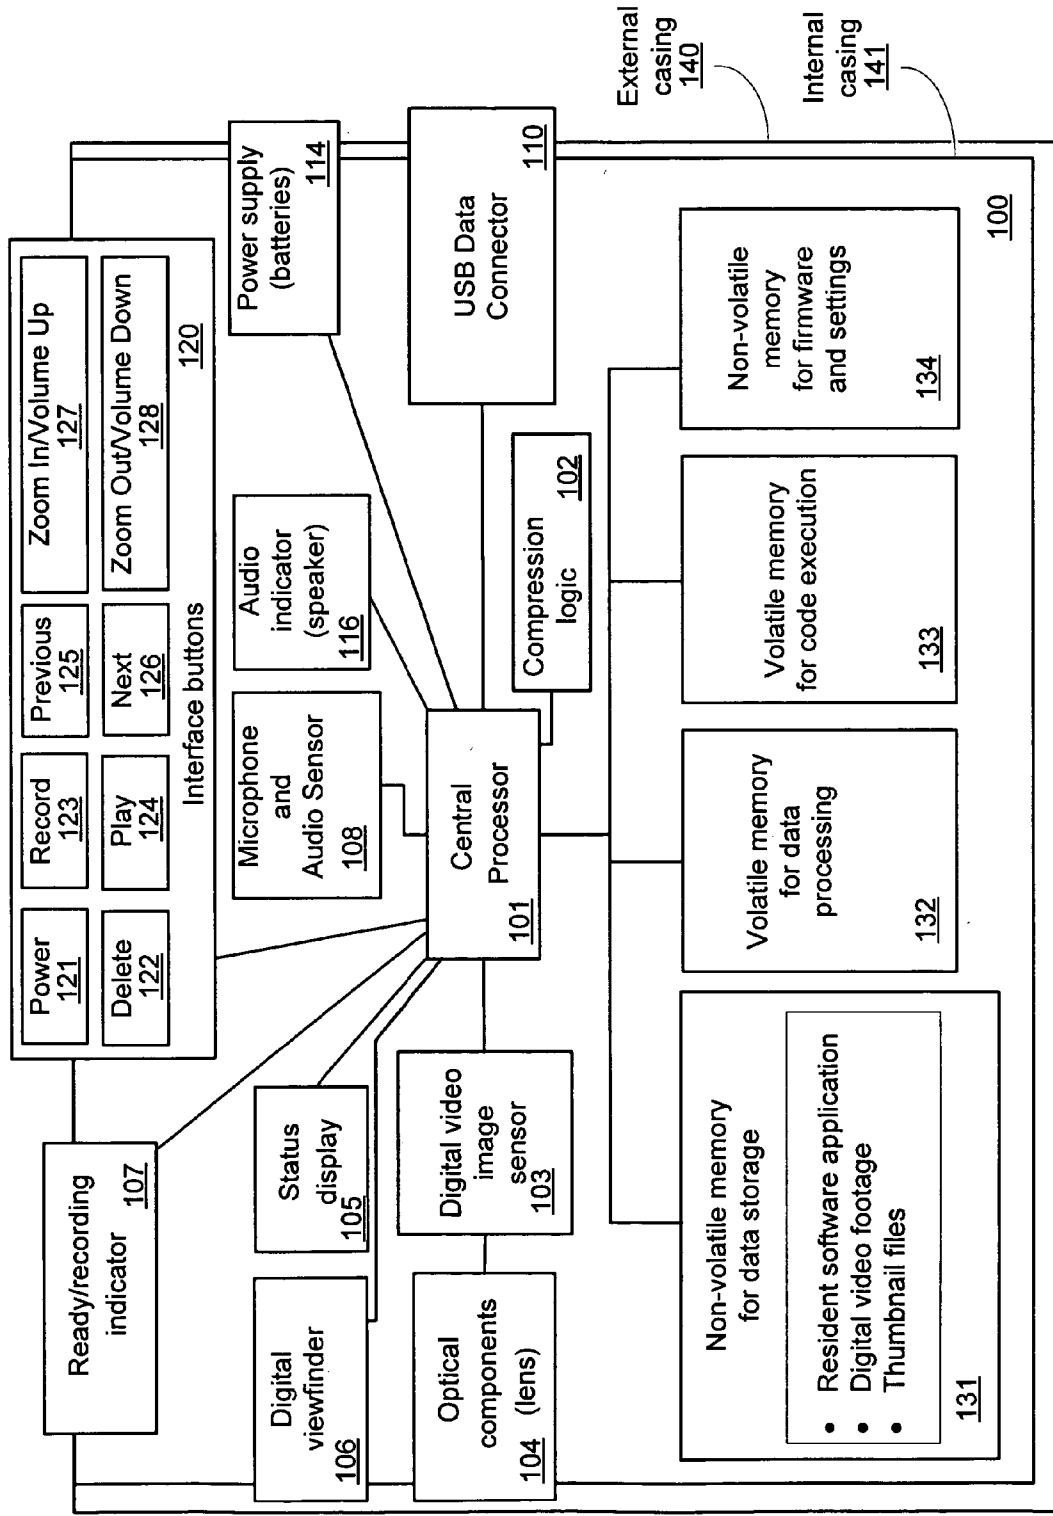 Power
121
Record
123
Previous
125
Zoom In/Volume Up
127
Delete
122
Play
124
Next
126
Zoom Out/Volume Down
128
Interface buttons
120
Ready/recording
indicator
107
Digital
viewfinder
106
Status
display
105
Microphone
and
Audio Sensor
108
Audio
indicator
(speaker)
116
Power supply
(batteries)
114
Optical
components
(lens)
104
Digital video
image
sensor
103
Central
Processor
101
Compression
logic
102
USB Data
Connector
110
External
casing
140
Internal
casing
141
Non-volatile memory
for data storage
• Resident software application
• Digital video footage
• Thumbnail files
131
Volatile memory
for data
processing
132
Volatile memory
for code execution
133
Non-volatile
memory
for firmware
and settings
134
100